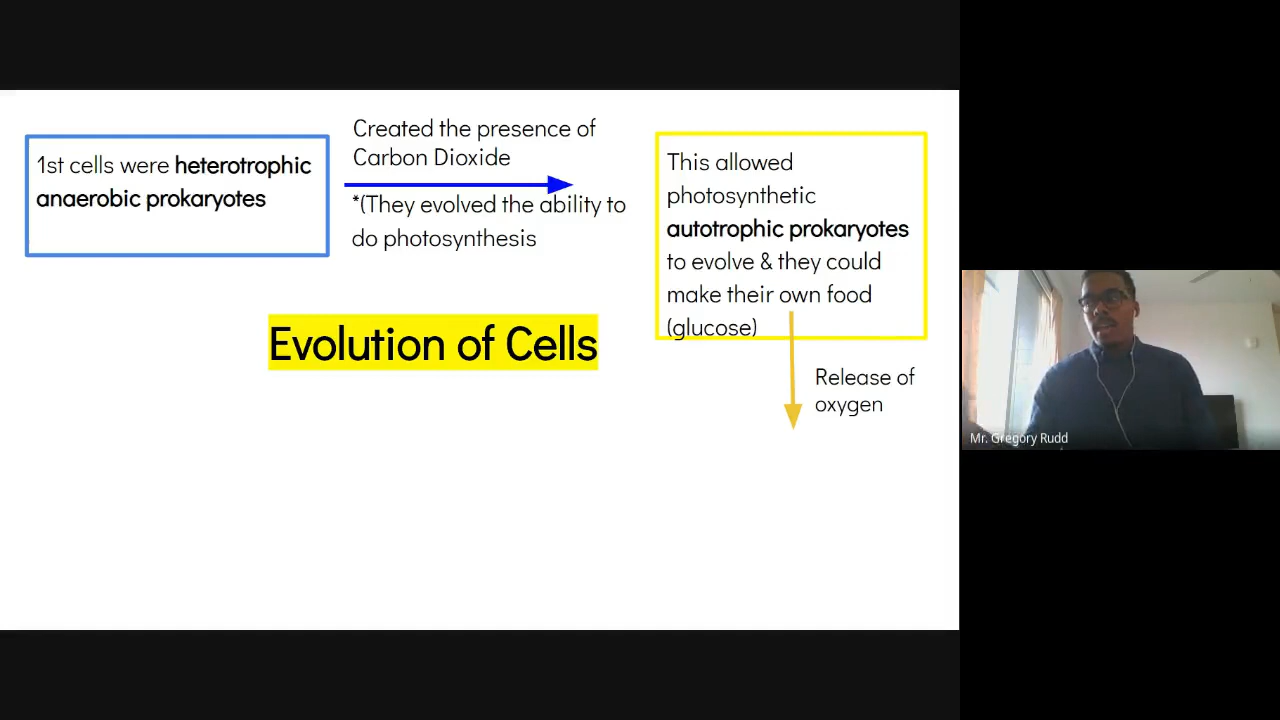 1st cells were heterotrophic
anaerobic prokaryotes
Created the presence of
Carbon Dioxide
*(They evolved the ability to
do photosynthesis
This allowed
photosynthetic
autotrophic prokaryotes
to evolve & they could
make their own food
(glucose)
Evolution of Cells
Release of
oxygen
Mr. Gregory Rudd